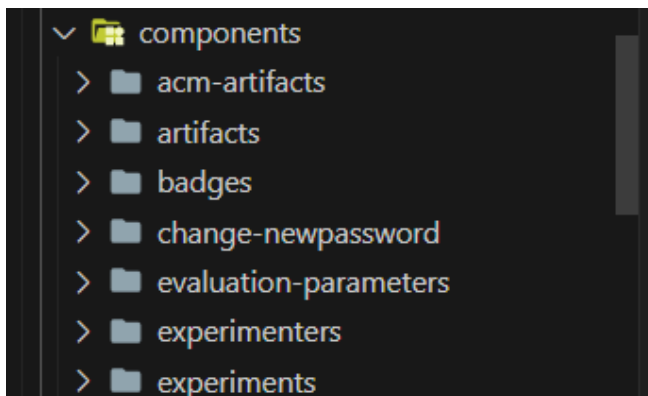 components
acm-artifacts
artifacts
badges
change-newpassword
evaluation-parameters
experimenters
experiments